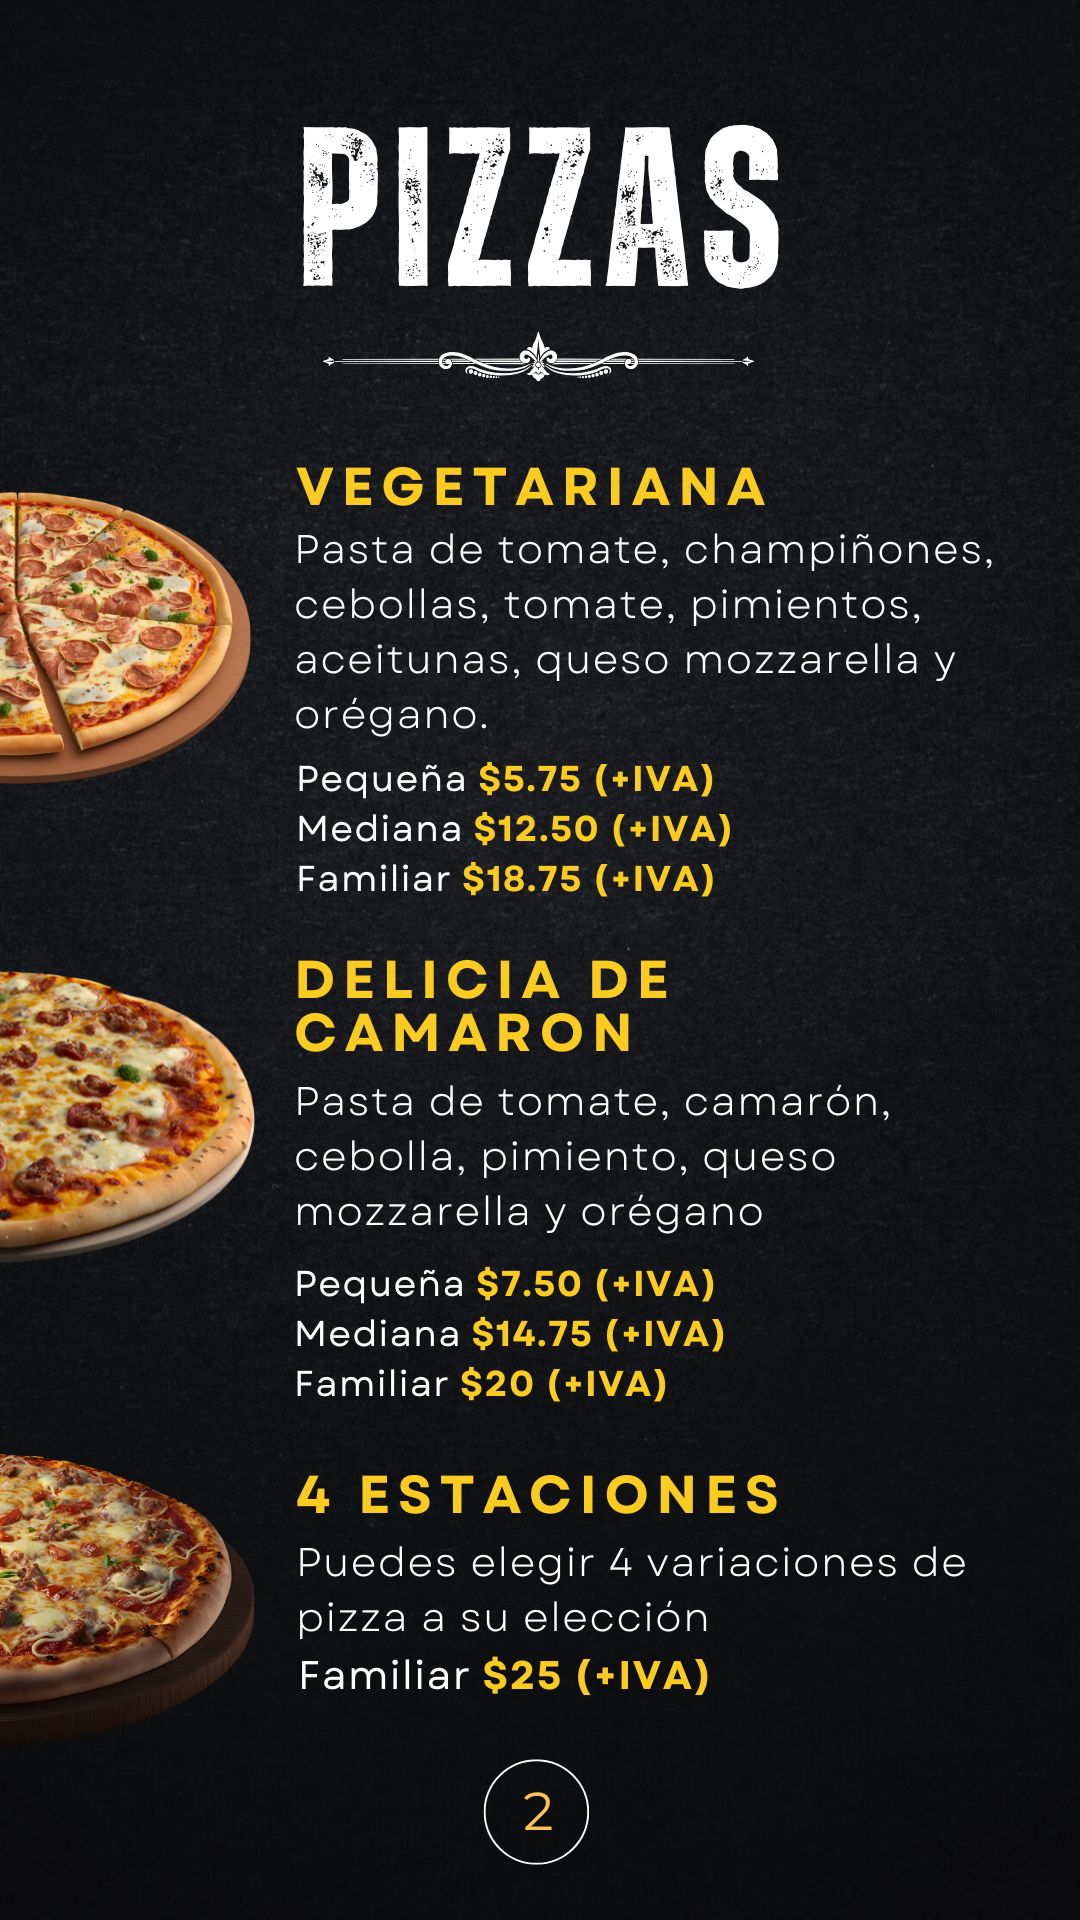 PIZZAS
VEGETARIANA
Pasta de tomate, champiñones,
cebollas, tomate, pimientos,
aceitunas, queso mozzarella y
orégano.
Pequeña $5.75 (+IVA)
Mediana $12.50 (+IVA)
Familiar $18.75 (+IVA)
DELICIA DE
CAMARON
Pasta de tomate, camarón,
cebolla, pimiento, queso
mozzarella y orégano
Pequeña $7.50 (+IVA)
Mediana $14.75 (+IVA)
Familiar $20 (+IVA)
4 ESTACIONES
Puedes elegir 4 variaciones de
pizza a su elección
Familiar $25 (+IVA)
2